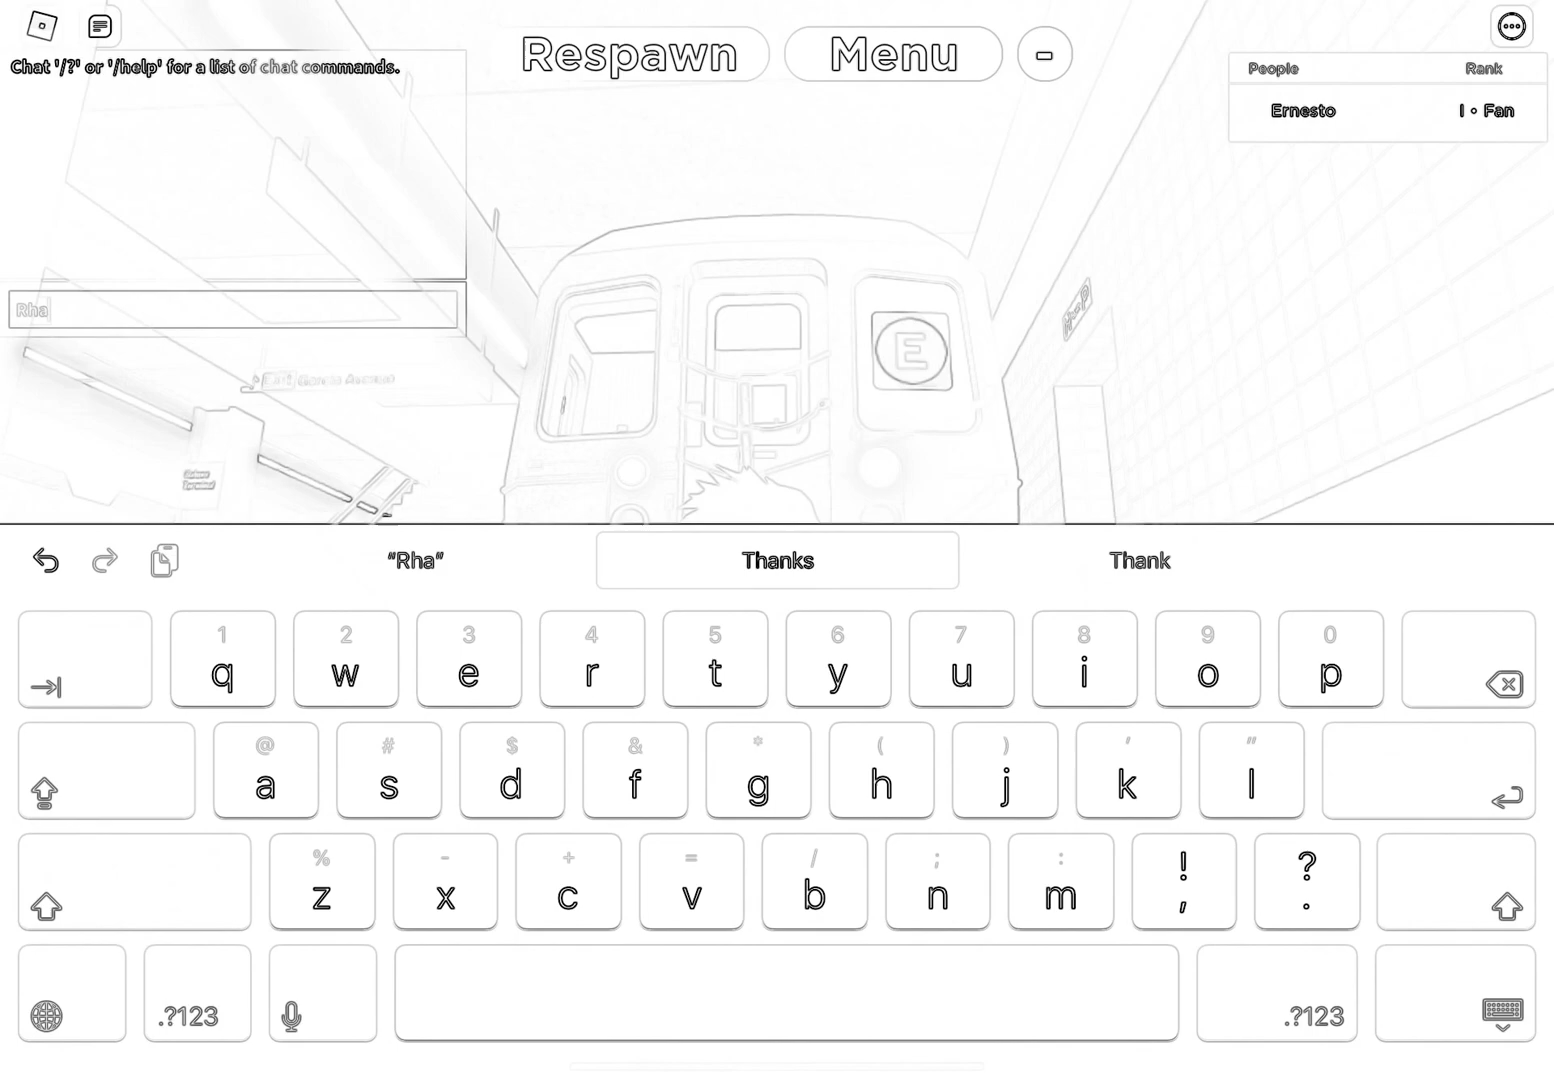 Chat '/?' or '/help' for a list of chat commands.
Respawn
Menu
-
People Rank
Ernesto I • Fan
Rha
E
"Rha"
Thanks
Thank
1 2 3 4 5 6 7 8 9 0
q w e r t y u i o p
@ # $ & * ( ) ' "
a s d f g h j k l
% - + = / ; : ! ?
z x c v b n m , .
.?123
.?123